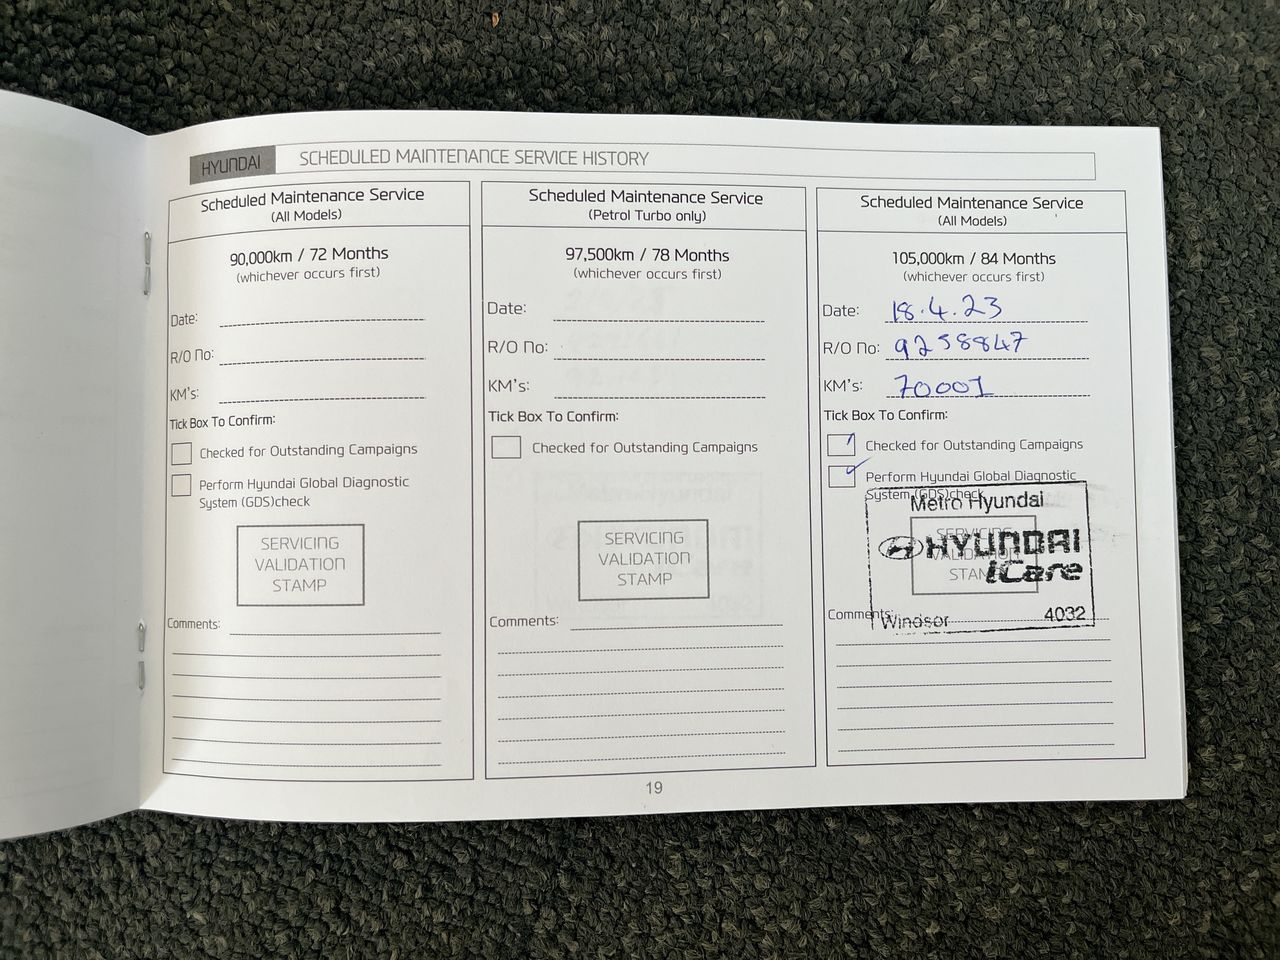 HYUNDAI SCHEDULED MAINTENANCE SERVICE HISTORY
Scheduled Maintenance Service
(All Models)
90,000km / 72 Months
(whichever occurs first)
Date:
R/O No:
KM's:
Tick Box To Confirm:
Checked for Outstanding Campaigns
Perform Hyundai Global Diagnostic
System (GDS)check
SERVICING
VALIDATION
STAMP
Comments:
Scheduled Maintenance Service
(Petrol Turbo only)
97,500km / 78 Months
(whichever occurs first)
Date:
R/O No:
KM's:
Tick Box To Confirm:
Checked for Outstanding Campaigns
SERVICING
VALIDATION
STAMP
Comments:
Scheduled Maintenance Service
(All Models)
105,000km / 84 Months
(whichever occurs first)
Date: 18.4.23
R/O No: 9258847
KM's: 70001
Tick Box To Confirm:
Checked for Outstanding Campaigns
Perform Hyundai Global Diagnostic
System (GDS)check
Metro Hyundai
SERVICING
HYUNDAI
VALIDATION
iCare
STAMP
Comments:
Windsor 4032
19